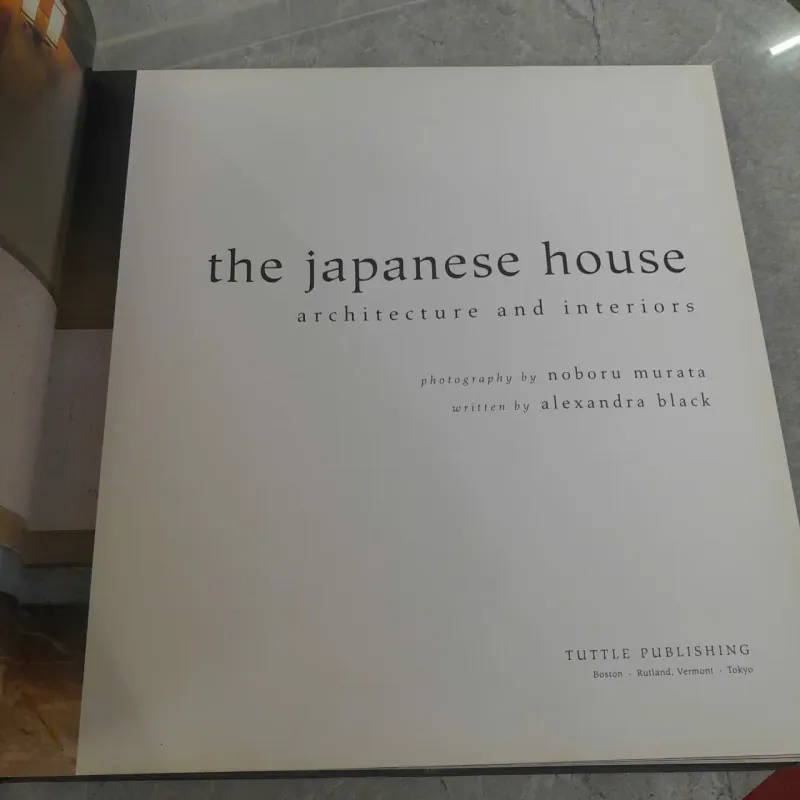 the japanese house
architecture and interiors
photography by noboru murata
written by alexandra black
TUTTLE PUBLISHING
Boston · Rutland, Vermont · Tokyo